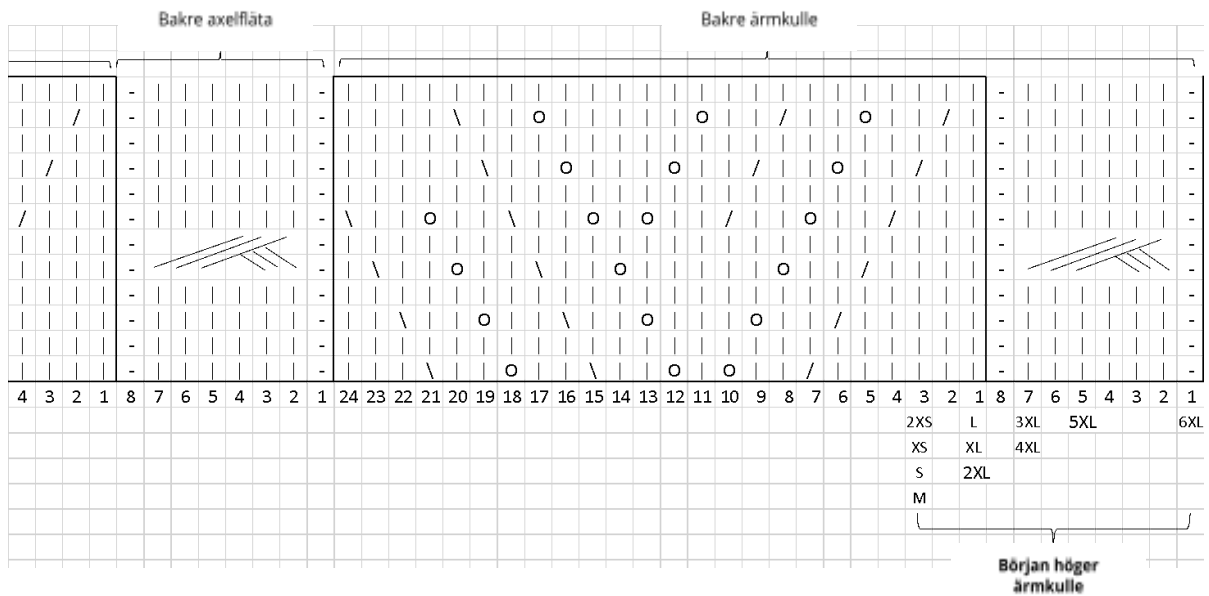 Bakre axelfläta Bakre ärmkulle
4 3 2 1 8 7 6 5 4 3 2 1 24 23 22 21 20 19 18 17 16 15 14 13 12 11 10 9 8 7 6 5 4 3 2 1 8 7 6 5 4 3 2 1
2XS L 3XL 5XL 6XL
XS XL 4XL
S 2XL
M
Början höger
ärmkulle